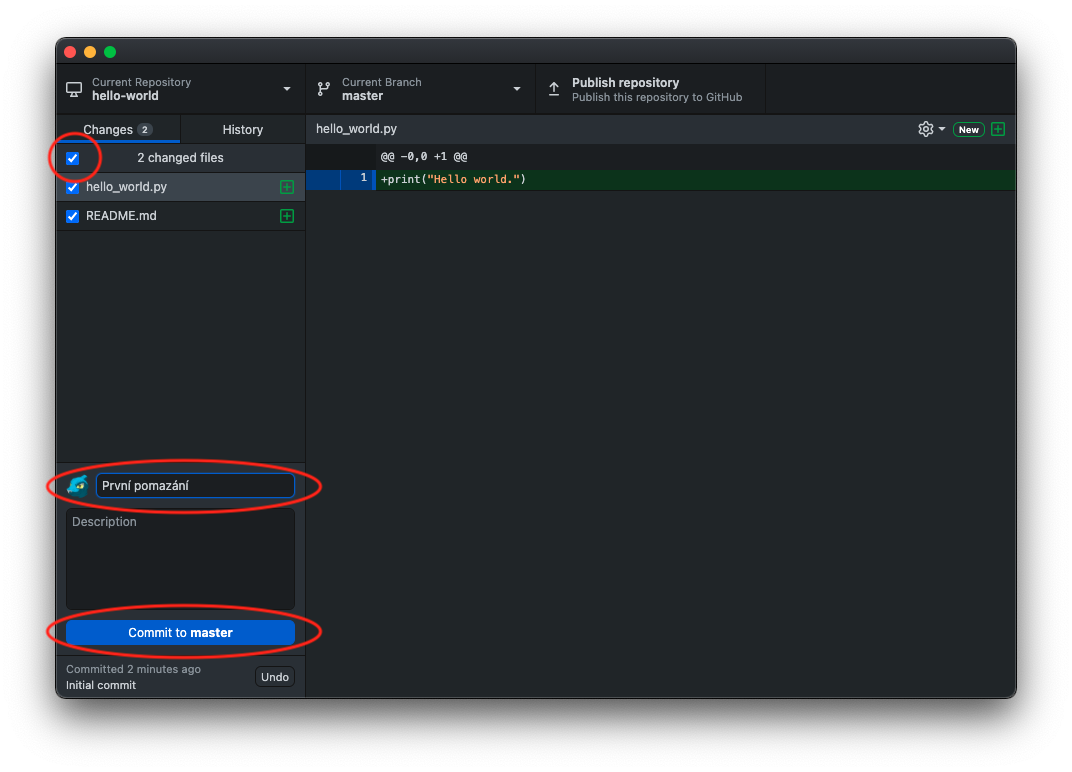 Current Repository
hello-world
Current Branch
master
Publish repository
Publish this repository to GitHub
Changes 2
History
hello_world.py
New
2 changed files
@@ -0,0 +1 @@
hello_world.py
1 +print("Hello world.")
README.md
První pomazání
Description
Commit to master
Committed 2 minutes ago
Initial commit
Undo